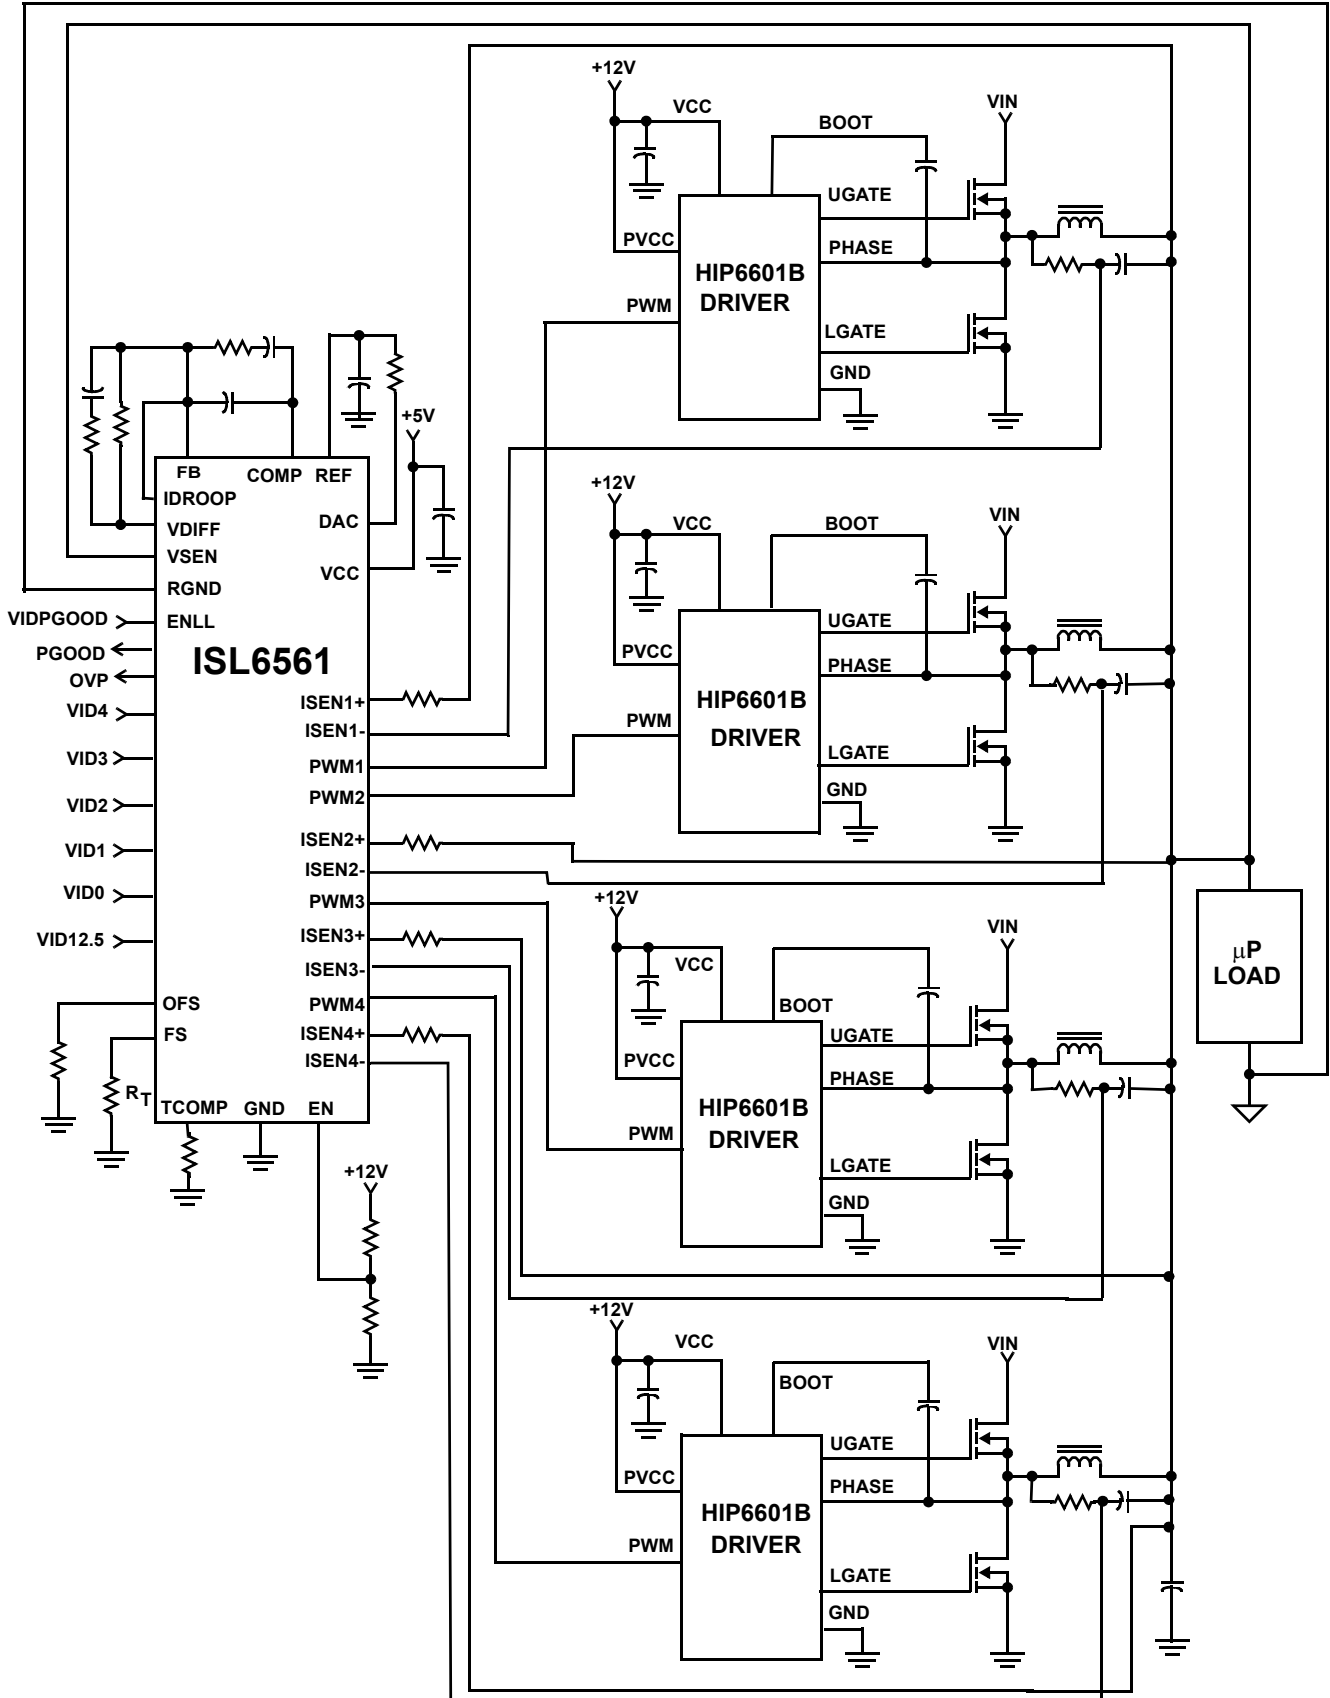 +12V
VCC
BOOT
VIN
UGATE
PVCC
PHASE
HIP6601B
DRIVER
PWM
LGATE
GND
+5V
FB
COMP
REF
IDROOP
DAC
VDIFF
VSEN
VCC
RGND
VIDPGOOD
ENLL
PGOOD
ISL6561
OVP
VID4
ISEN1+
ISEN1-
VID3
PWM1
PWM2
VID2
ISEN2+
VID1
ISEN2-
VID0
PWM3
ISEN3+
VID12.5
ISEN3-
OFS
PWM4
FS
ISEN4+
ISEN4-
RT
TCOMP
GND
EN
+12V
+12V
VCC
BOOT
VIN
UGATE
PVCC
PHASE
HIP6601B
DRIVER
PWM
LGATE
GND
+12V
VCC
BOOT
VIN
UGATE
PVCC
PHASE
HIP6601B
DRIVER
PWM
LGATE
GND
µP
LOAD
+12V
VCC
BOOT
VIN
UGATE
PVCC
PHASE
HIP6601B
DRIVER
PWM
LGATE
GND